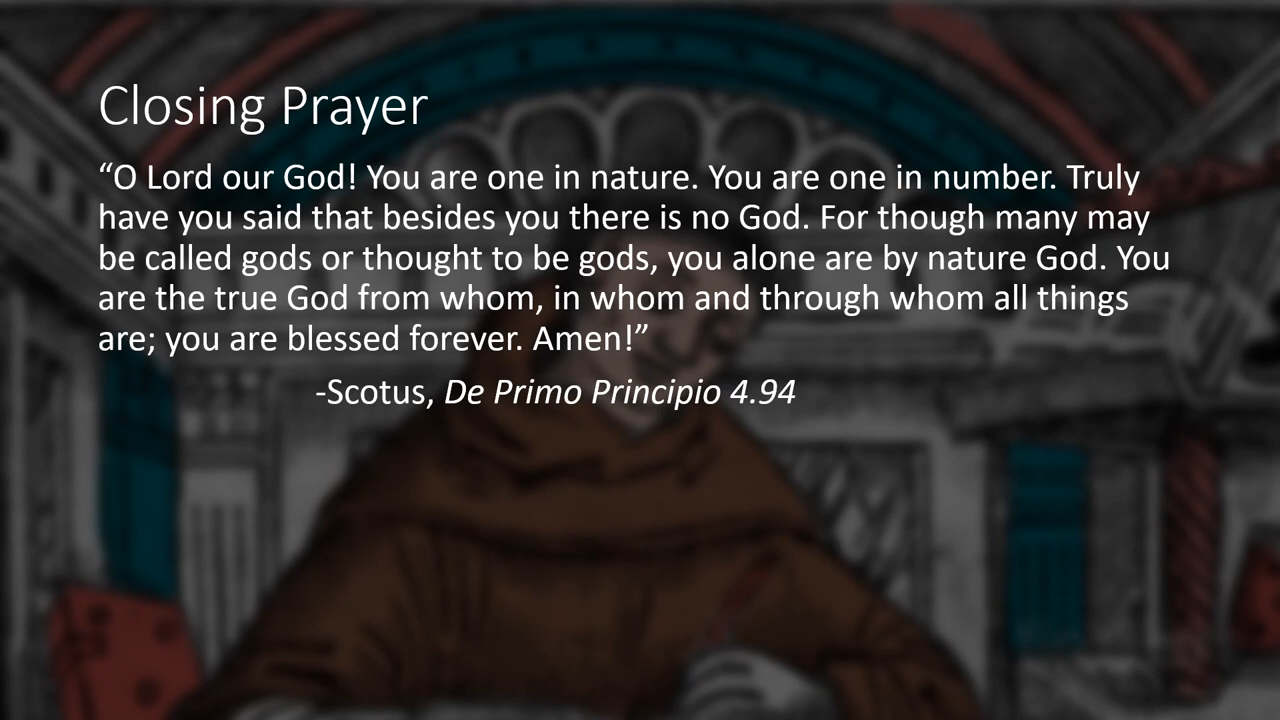 Closing Prayer
“O Lord our God! You are one in nature. You are one in number. Truly
have you said that besides you there is no God. For though many may
be called gods or thought to be gods, you alone are by nature God. You
are the true God from whom, in whom and through whom all things
are; you are blessed forever. Amen!”
-Scotus, De Primo Principio 4.94